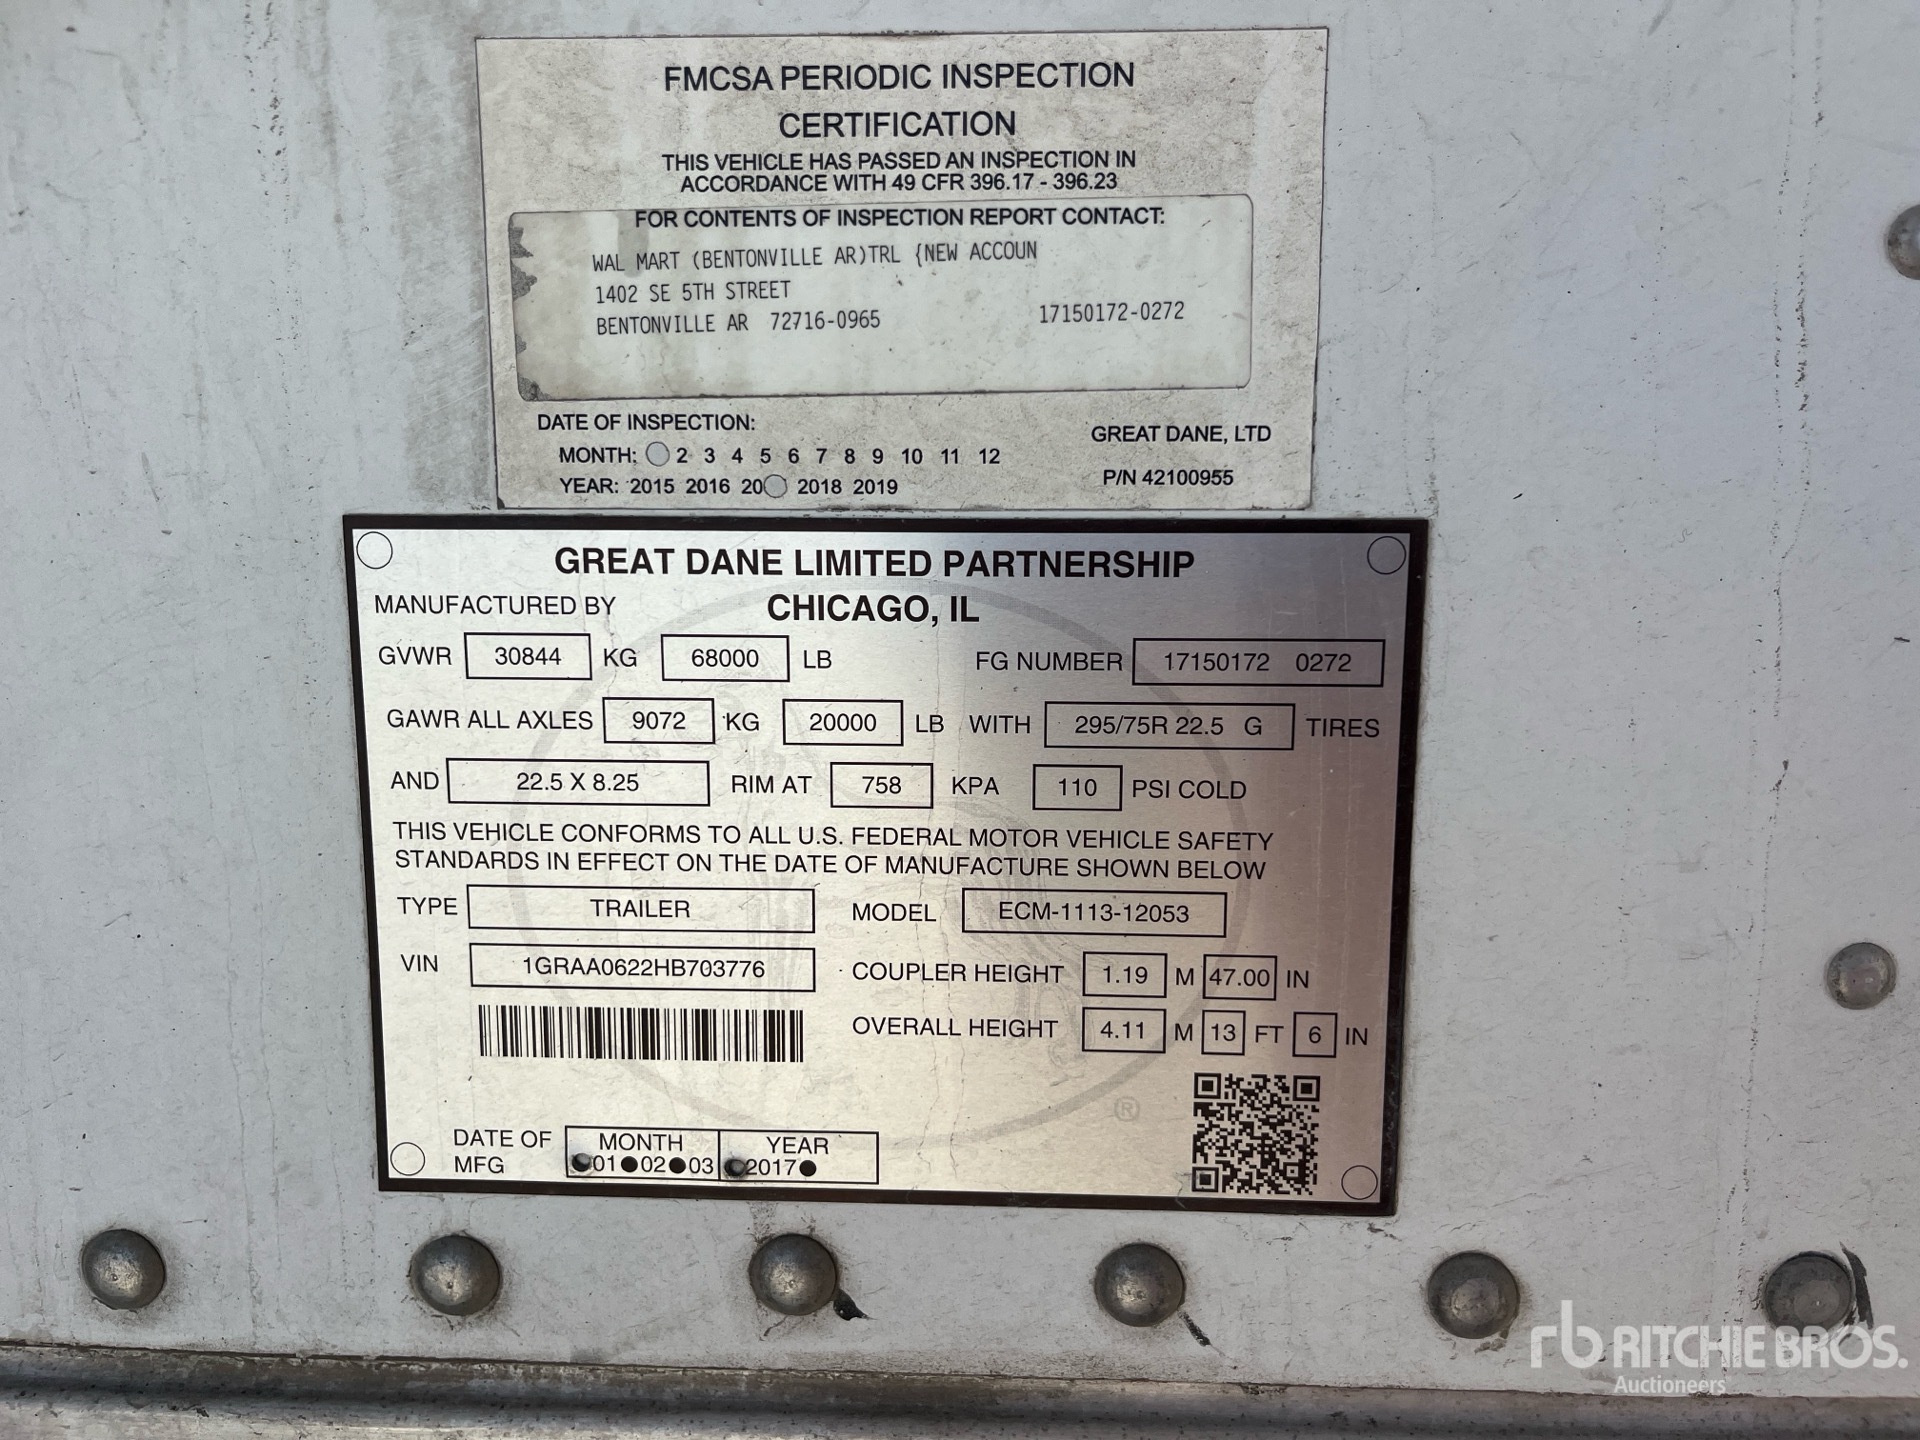 FMCSA PERIODIC INSPECTION
CERTIFICATION
THIS VEHICLE HAS PASSED AN INSPECTION IN
ACCORDANCE WITH 49 CFR 396.17 - 396.23
FOR CONTENTS OF INSPECTION REPORT CONTACT:
WAL MART (BENTONVILLE AR)TRL {NEW ACCOUN
1402 SE 5TH STREET
BENTONVILLE AR 72716-0965 17150172-0272
DATE OF INSPECTION:
GREAT DANE, LTD
MONTH: 2 3 4 5 6 7 8 9 10 11 12
P/N 42100955
YEAR: 2015 2016 20 2018 2019
GREAT DANE LIMITED PARTNERSHIP
MANUFACTURED BY CHICAGO, IL
GVWR 30844 KG 68000 LB FG NUMBER 17150172 0272
GAWR ALL AXLES 9072 KG 20000 LB WITH 295/75R 22.5 G TIRES
AND 22.5 X 8.25 RIM AT 758 KPA 110 PSI COLD
THIS VEHICLE CONFORMS TO ALL U.S. FEDERAL MOTOR VEHICLE SAFETY
STANDARDS IN EFFECT ON THE DATE OF MANUFACTURE SHOWN BELOW
TYPE TRAILER MODEL ECM-1113-12053
VIN 1GRAA0622HB703776 COUPLER HEIGHT 1.19 M 47.00 IN
OVERALL HEIGHT 4.11 M 13 FT 6 IN
®
DATE OF MONTH YEAR
MFG 01 02 03 2017
rb RITCHIE BROS.
Auctioneers